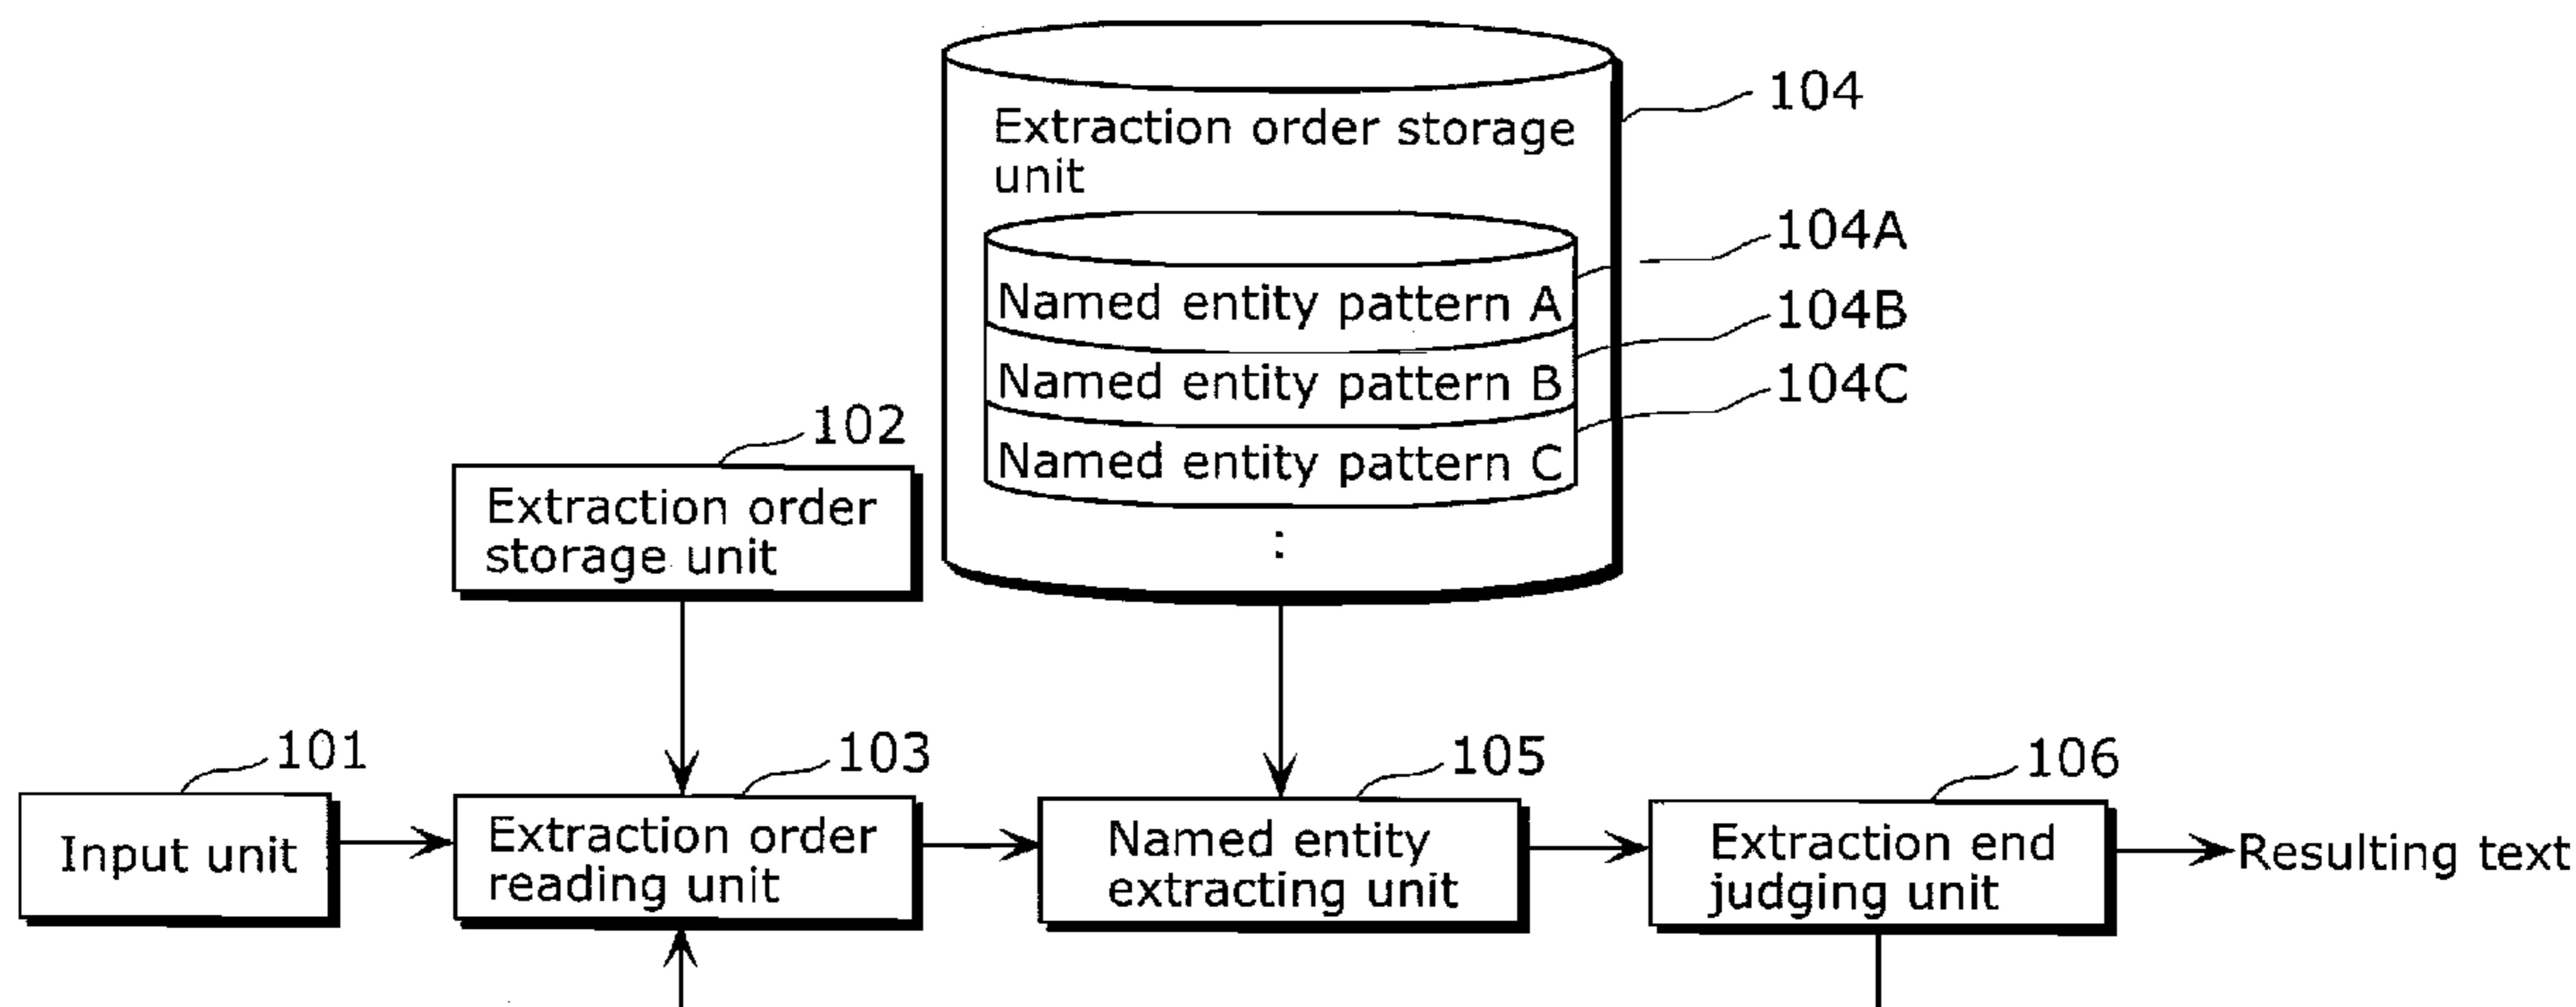 104
Extraction order storage
unit
104A
Named entity pattern A
104B
Named entity pattern B
104C
Named entity pattern C
:
102
Extraction order
storage unit
101
103
105
106
Input unit
Extraction order
reading unit
Named entity
extracting unit
Extraction end
judging unit
Resulting text